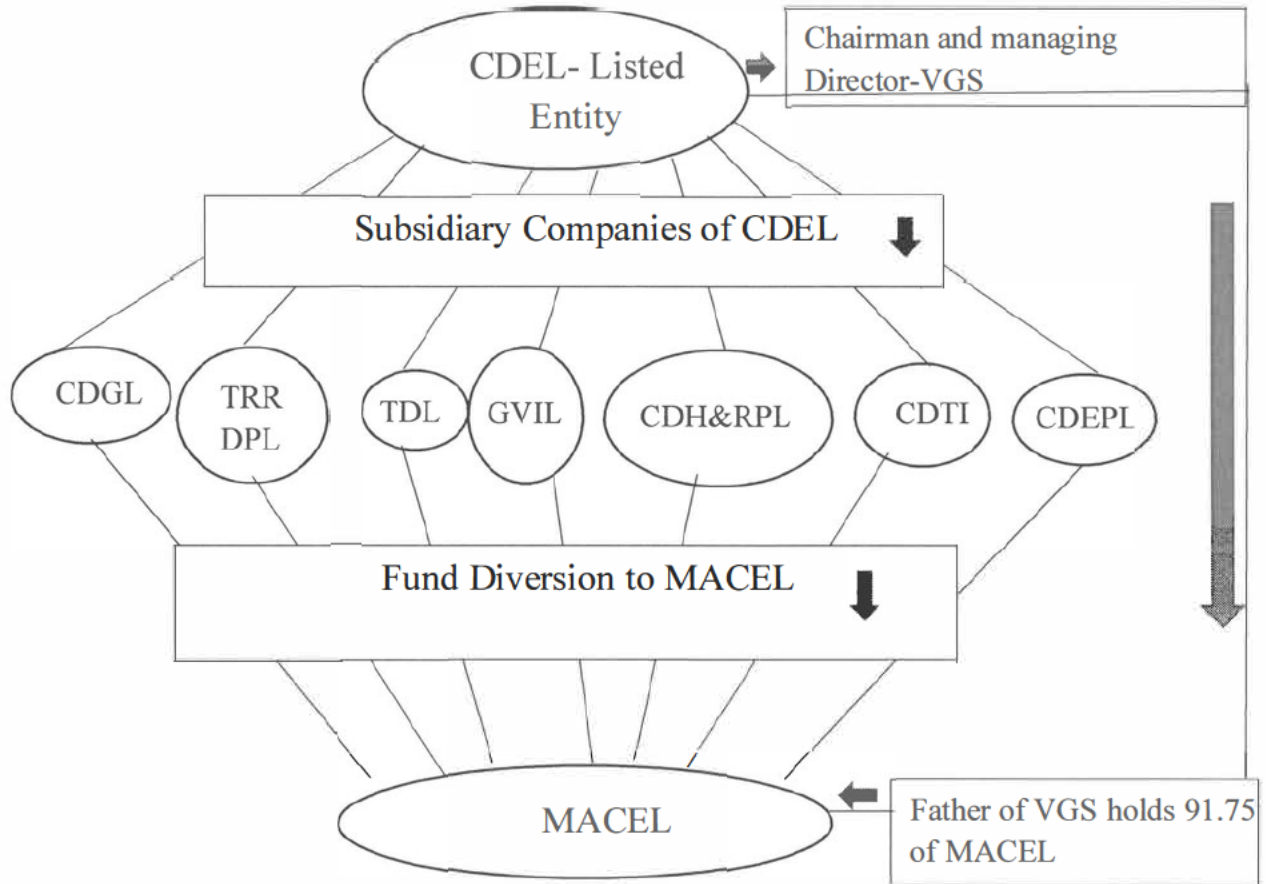 CDEL- Listed
Entity
Chairman and managing
Director-VGS
Subsidiary Companies of CDEL
CDGL
TRR
DPL
TDL
GVIL
CDH&RPL
CDTI
CDEPL
Fund Diversion to MACEL
MACEL
Father of VGS holds 91.75
of MACEL